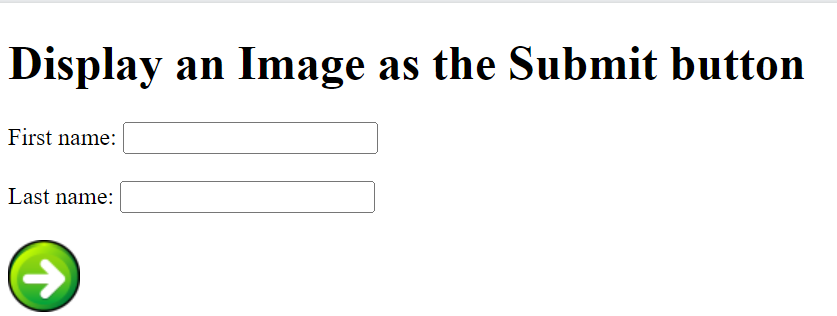 Display an Image as the Submit button
First name:
Last name: